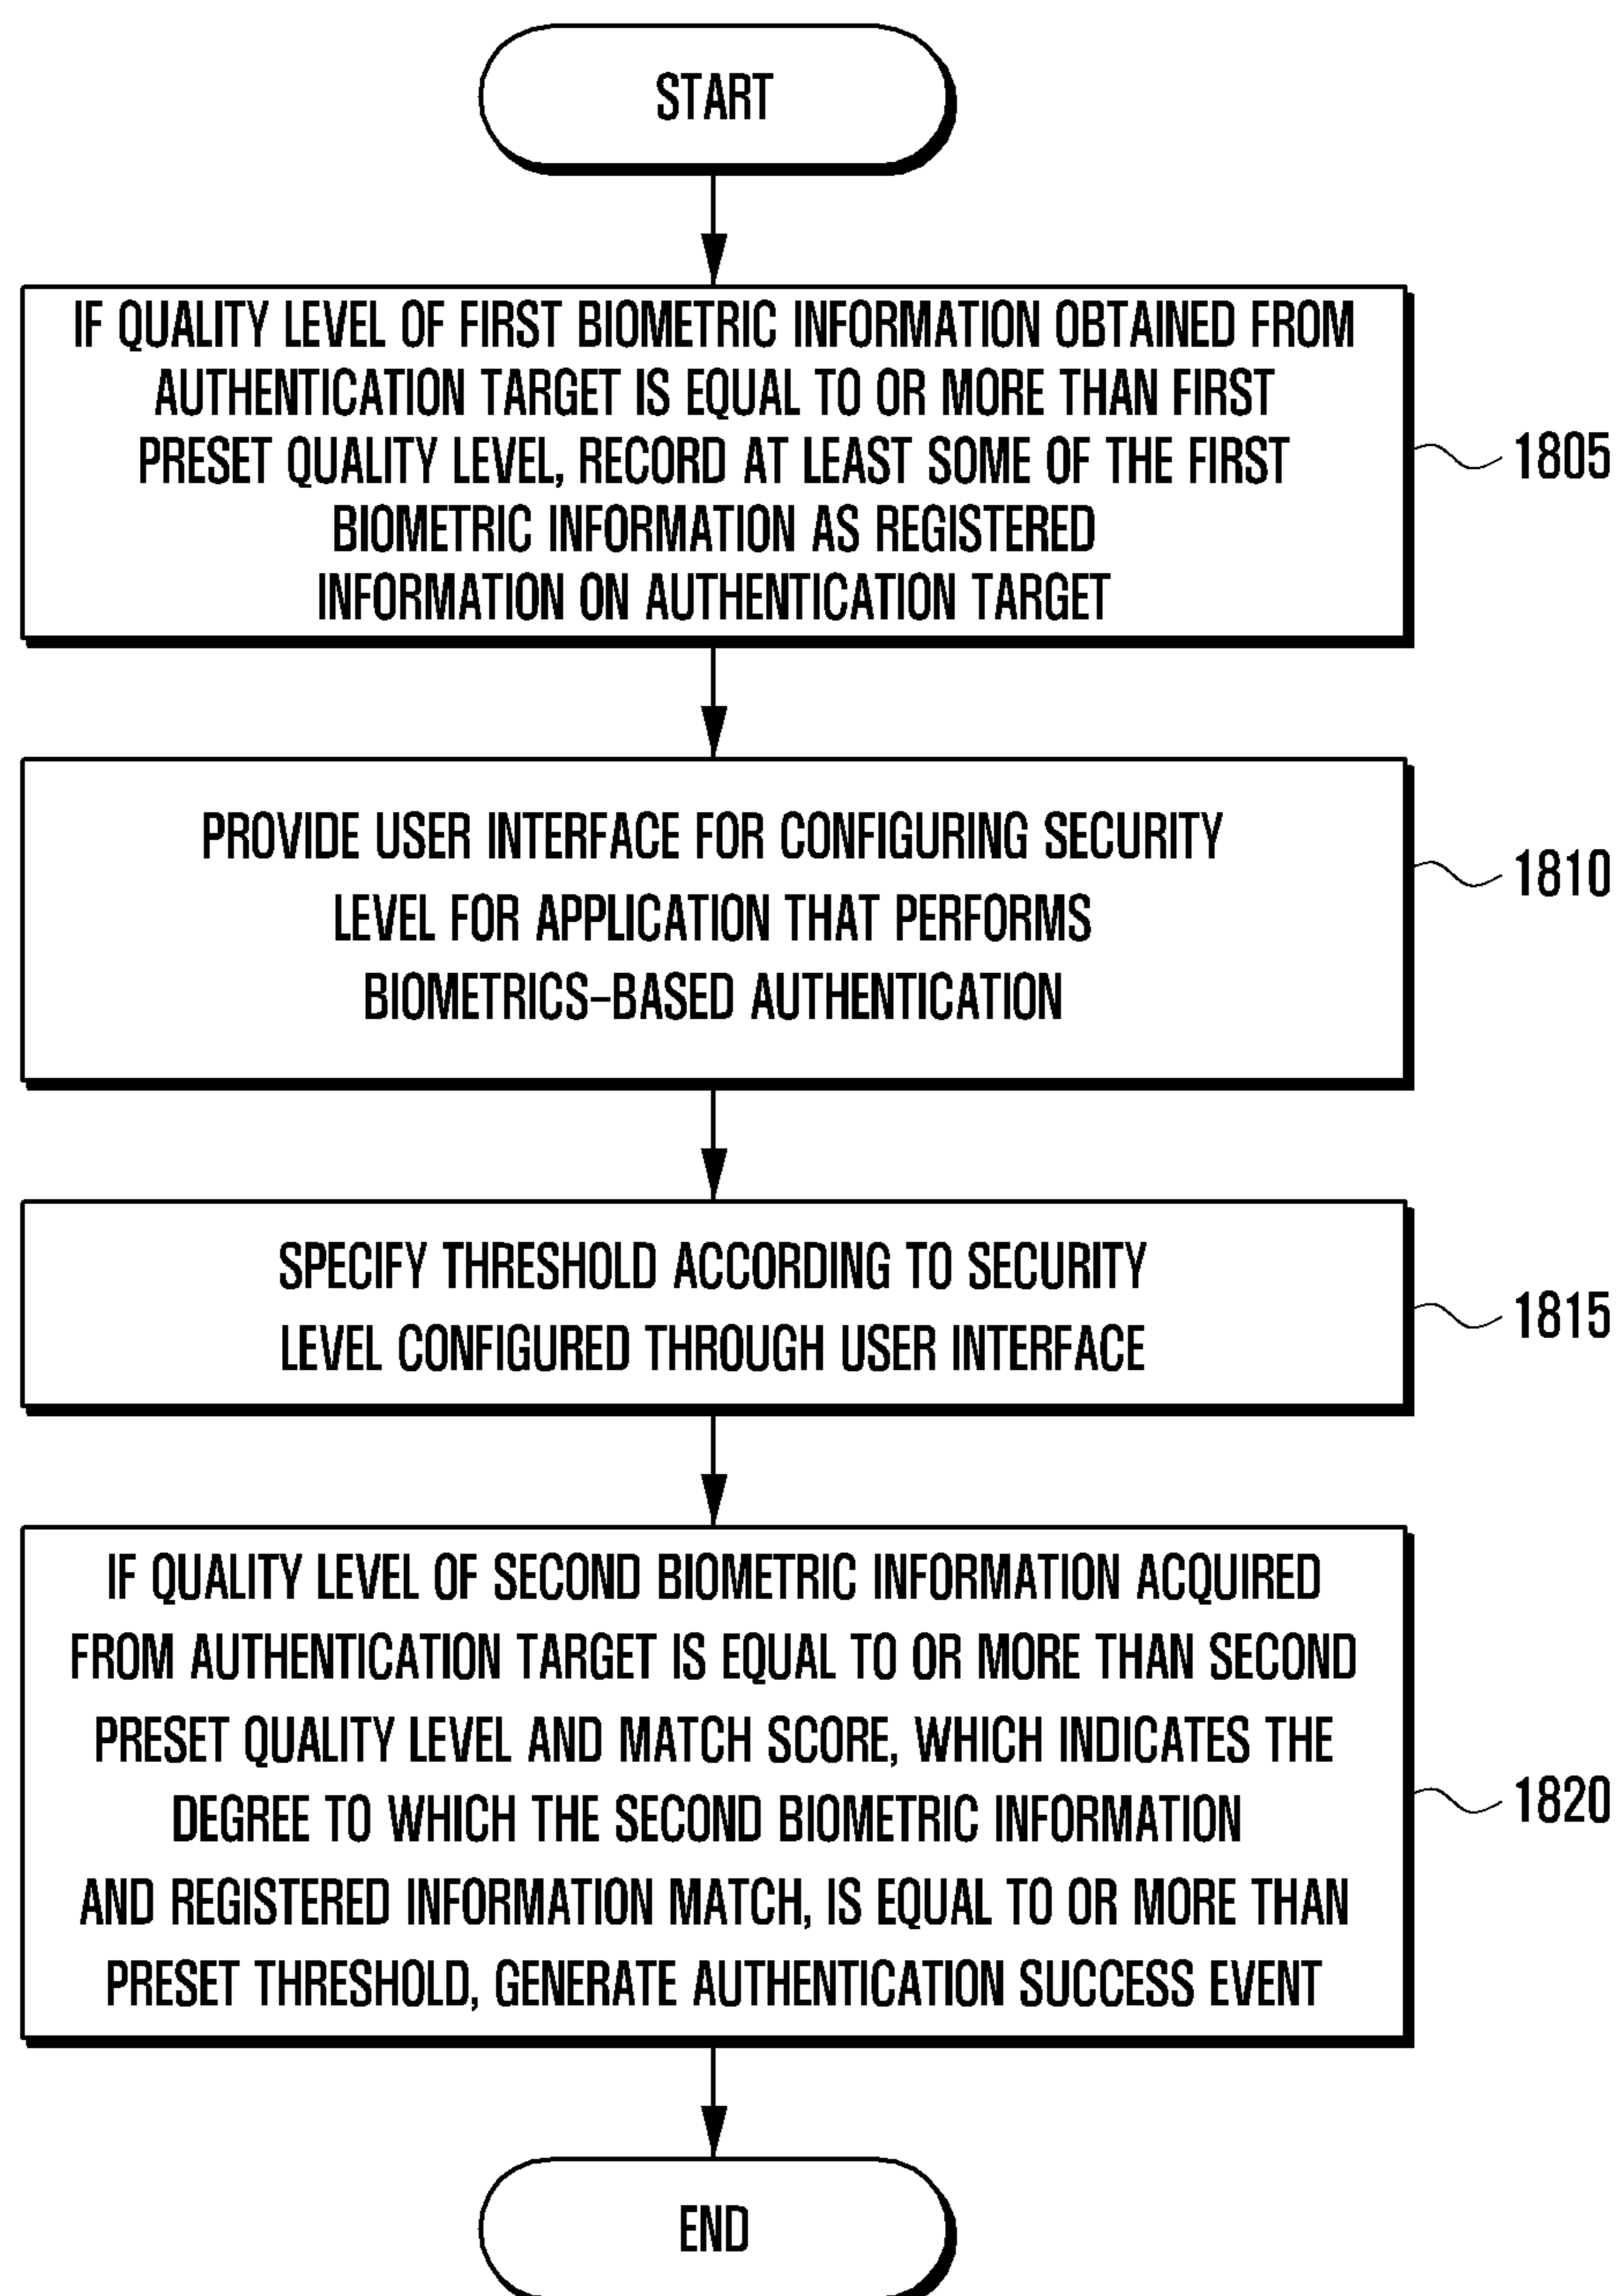 START
IF QUALITY LEVEL OF FIRST BIOMETRIC INFORMATION OBTAINED FROM
AUTHENTICATION TARGET IS EQUAL TO OR MORE THAN FIRST
PRESET QUALITY LEVEL, RECORD AT LEAST SOME OF THE FIRST
BIOMETRIC INFORMATION AS REGISTERED
INFORMATION ON AUTHENTICATION TARGET
1805
PROVIDE USER INTERFACE FOR CONFIGURING SECURITY
LEVEL FOR APPLICATION THAT PERFORMS
BIOMETRICS-BASED AUTHENTICATION
1810
SPECIFY THRESHOLD ACCORDING TO SECURITY
LEVEL CONFIGURED THROUGH USER INTERFACE
1815
IF QUALITY LEVEL OF SECOND BIOMETRIC INFORMATION ACQUIRED
FROM AUTHENTICATION TARGET IS EQUAL TO OR MORE THAN SECOND
PRESET QUALITY LEVEL AND MATCH SCORE, WHICH INDICATES THE
DEGREE TO WHICH THE SECOND BIOMETRIC INFORMATION
AND REGISTERED INFORMATION MATCH, IS EQUAL TO OR MORE THAN
PRESET THRESHOLD, GENERATE AUTHENTICATION SUCCESS EVENT
1820
END